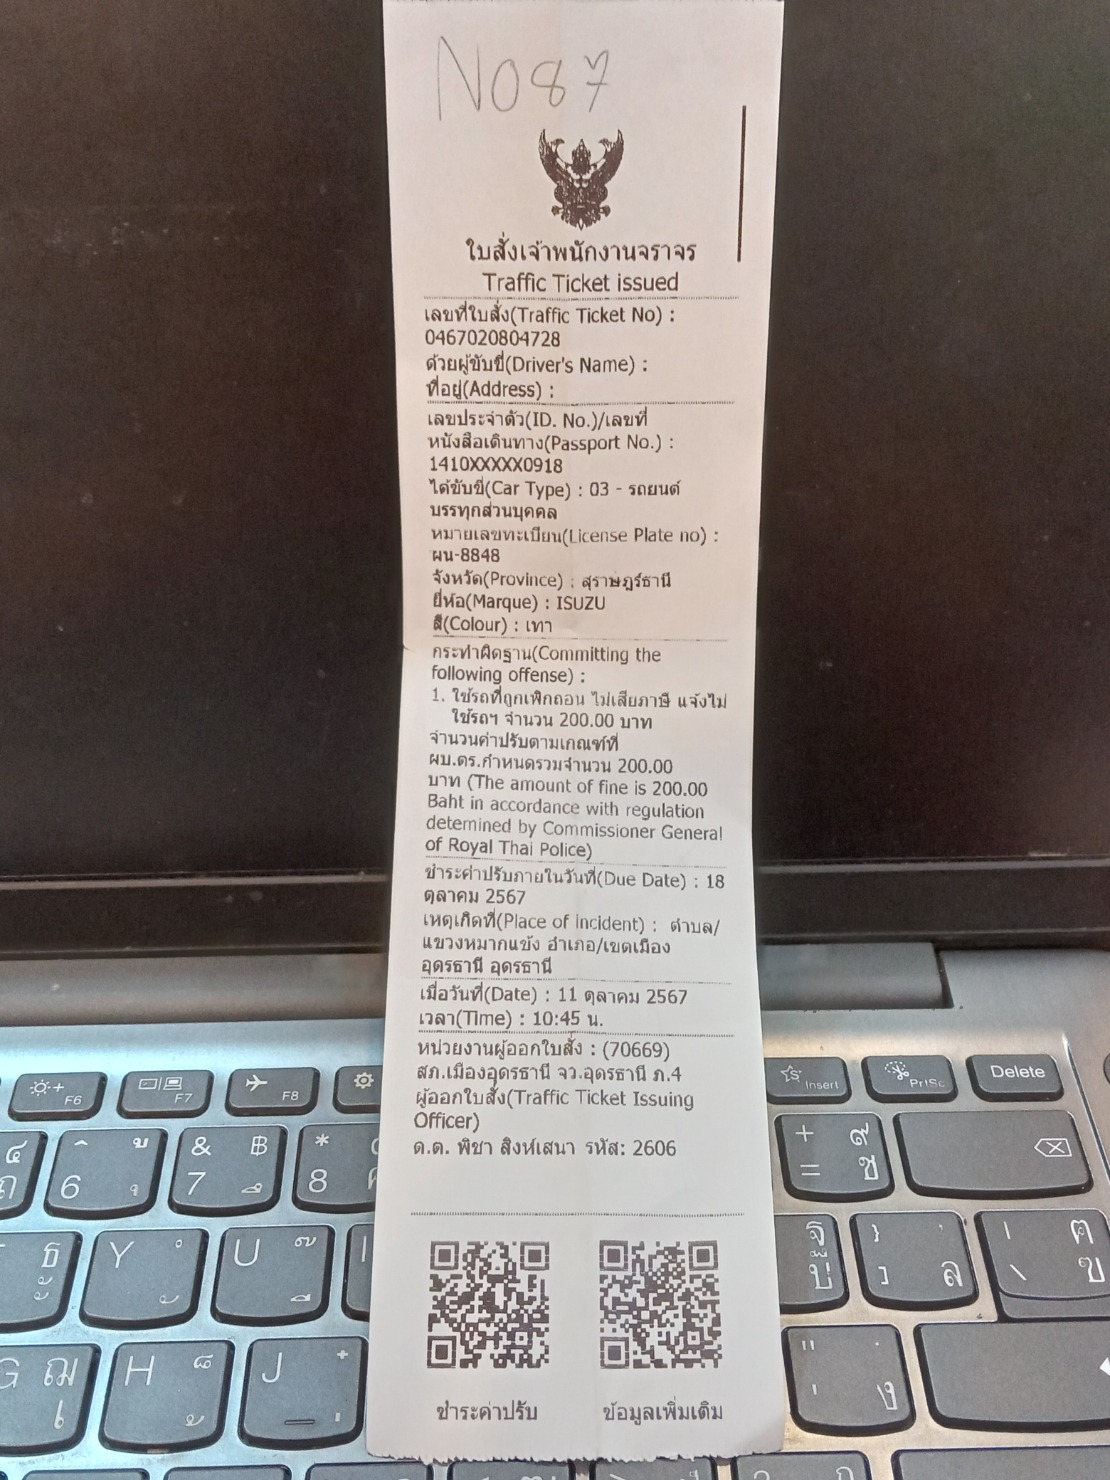 N087
ใบสั่งเจ้าพนักงานจราจร
Traffic Ticket issued
เลขที่ใบสั่ง(Traffic Ticket No) :
0467020804728
ด้วยผู้ขับขี่(Driver's Name) :
ที่อยู่(Address) :
เลขประจำตัว(ID. No.)/เลขที่
หนังสือเดินทาง(Passport No.) :
1410XXXXX0918
ได้ขับขี่(Car Type) : 03 - รถยนต์
บรรทุกส่วนบุคคล
หมายเลขทะเบียน(License Plate no) :
ผน-8848
จังหวัด(Province) : สุราษฎร์ธานี
ยี่ห้อ(Marque) : ISUZU
สี(Colour) : เทา
กระทำผิดฐาน(Committing the
following offense) :
1. ใช้รถที่ถูกเพิกถอน ไม่เสียภาษี แจ้งไม่
ใช้รถฯ จำนวน 200.00 บาท
จำนวนค่าปรับตามเกณฑ์ที่
ผบ.ตร.กำหนดรวมจำนวน 200.00
บาท (The amount of fine is 200.00
Baht in accordance with regulation
detemined by Commissioner General
of Royal Thai Police)
ชำระค่าปรับภายในวันที่(Due Date) : 18
ตุลาคม 2567
เหตุเกิดที่(Place of incident) : ตำบล/
แขวงหมากแข้ง อำเภอ/เขตเมือง
อุดรธานี อุดรธานี
เมื่อวันที่(Date) : 11 ตุลาคม 2567
เวลา(Time) : 10:45 น.
หน่วยงานผู้ออกใบสั่ง : (70669)
สภ.เมืองอุดรธานี จว.อุดรธานี ภ.4
ผู้ออกใบสั่ง(Traffic Ticket Issuing
Officer)
ด.ต. พิชา สิงห์เสนา รหัส: 2606
ชำระค่าปรับ ข้อมูลเพิ่มเติม
F6 F7 F8 Insert PrtSc Delete
6 & 7 ฿ * 8 + = ๙ ช
ธ Y U ฐ บ ล ฅ ฃ
G ฌ H J ง